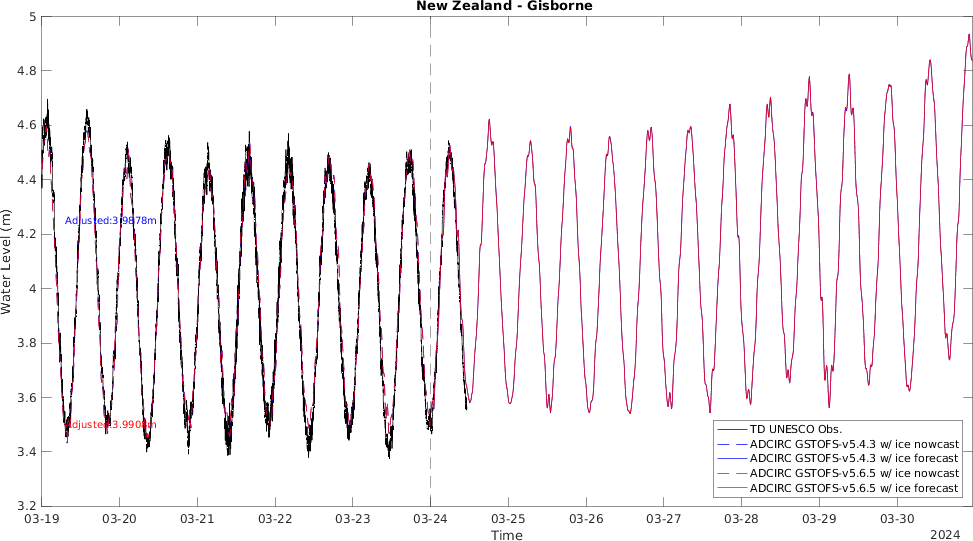 New Zealand - Gisborne
5
4.8
4.6
4.4
4.2
4
3.8
3.6
3.4
3.2
Water Level (m)
Adjusted:3.9878m
Adjusted:3.9908m
TD UNESCO Obs.
ADCIRC GSTOFS-v5.4.3 w/ ice nowcast
ADCIRC GSTOFS-v5.4.3 w/ ice forecast
ADCIRC GSTOFS-v5.6.5 w/ ice nowcast
ADCIRC GSTOFS-v5.6.5 w/ ice forecast
03-19 03-20 03-21 03-22 03-23 03-24 03-25 03-26 03-27 03-28 03-29 03-30
Time
2024